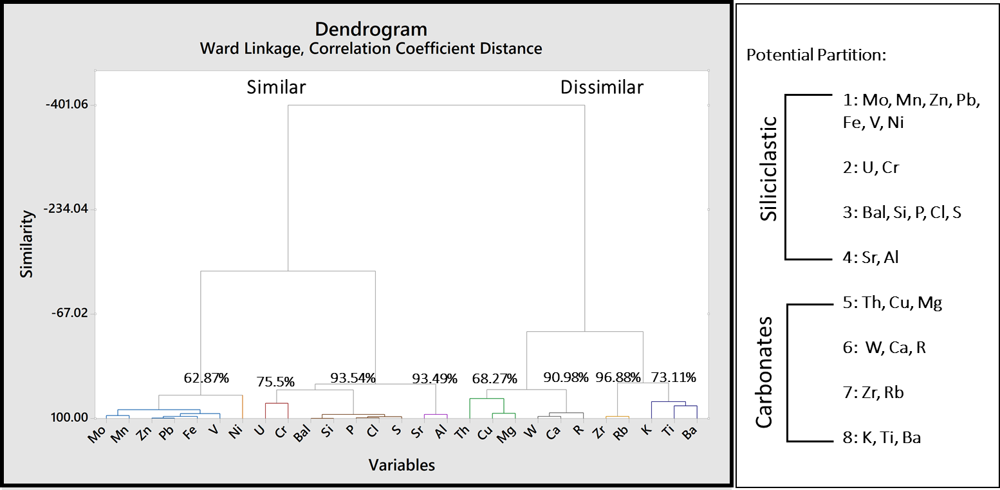 Dendrogram
Ward Linkage, Correlation Coefficient Distance
Similar
Dissimilar
-401.06
-234.04
-67.02
100.00
Similarity
62.87%
75.5%
93.54%
93.49%
68.27%
90.98%
96.88%
73.11%
Mo
Mn
Zn
Pb
Fe
V
Ni
U
Cr
Bal
Si
P
Cl
S
Sr
Al
Th
Cu
Mg
W
Ca
R
Zr
Rb
K
Ti
Ba
Variables
Potential Partition:
Siliciclastic
1: Mo, Mn, Zn, Pb,
Fe, V, Ni
2: U, Cr
3: Bal, Si, P, Cl, S
4: Sr, Al
Carbonates
5: Th, Cu, Mg
6: W, Ca, R
7: Zr, Rb
8: K, Ti, Ba